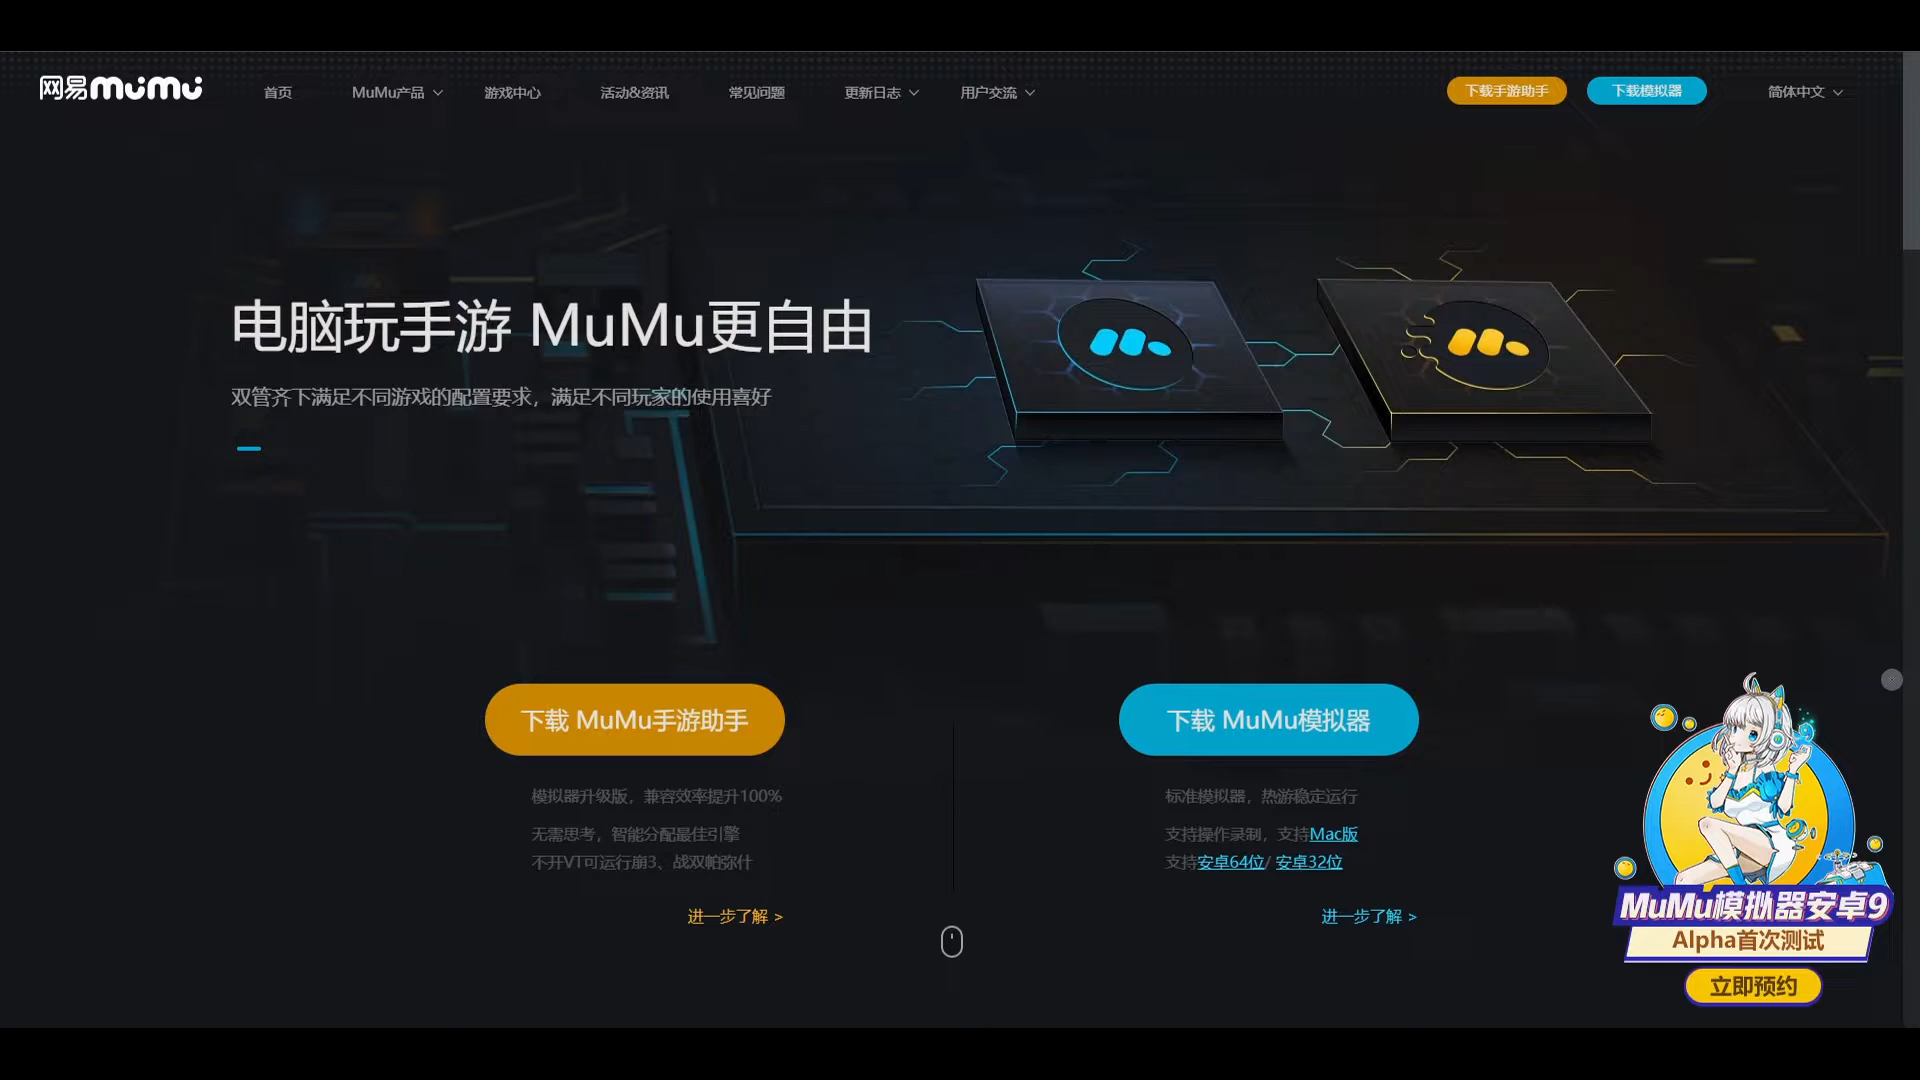 网易MuMu
首页
MuMu产品
游戏中心
活动&资讯
常见问题
更新日志
用户交流
下载手游助手
下载模拟器
简体中文
电脑玩手游 MuMu更自由
双管齐下满足不同游戏的配置要求，满足不同玩家的使用喜好
下载 MuMu手游助手
模拟器升级版，兼容效率提升100%
无需思考，智能分配最佳引擎
不开VT可运行崩3、战双帕弥什
进一步了解 >
下载 MuMu模拟器
标准模拟器，热游稳定运行
支持操作录制，支持Mac版
支持安卓64位/ 安卓32位
进一步了解 >
MuMu模拟器安卓9
Alpha首次测试
立即预约